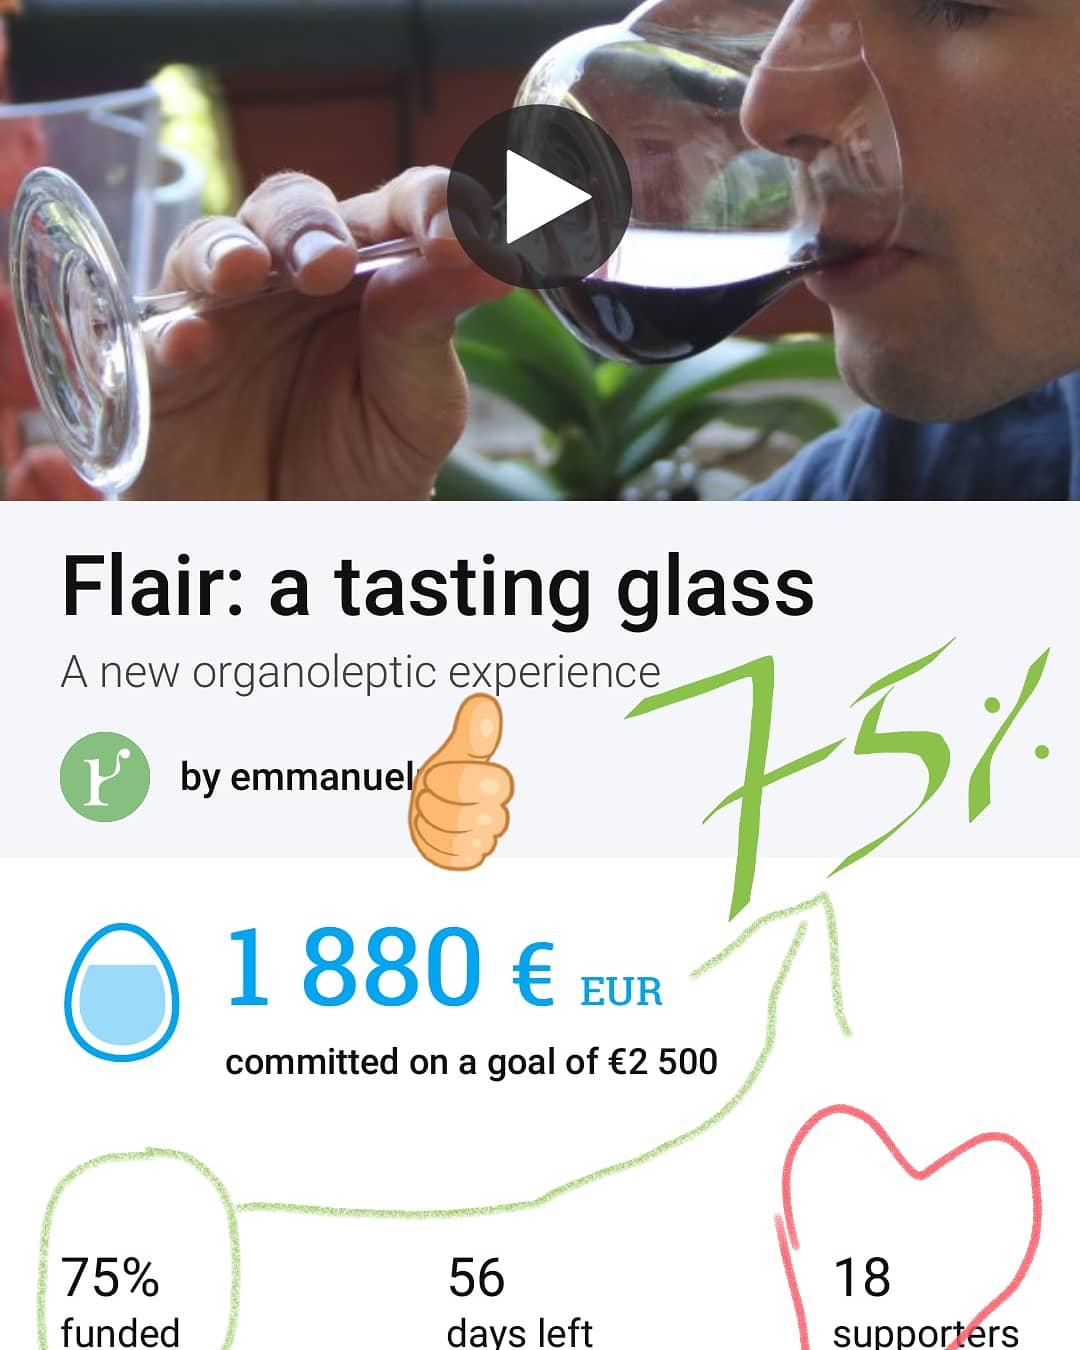 Flair: a tasting glass
A new organoleptic experience
by emmanuel
75%
1 880 € EUR
committed on a goal of €2 500
75%
funded
56
days left
18
supporters